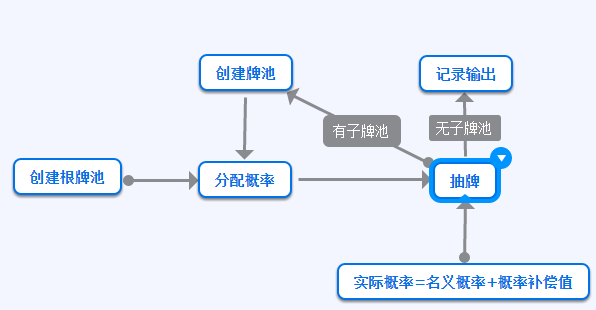 创建牌池
记录输出
有子牌池
无子牌池
创建根牌池
分配概率
抽牌
实际概率=名义概率+概率补偿值